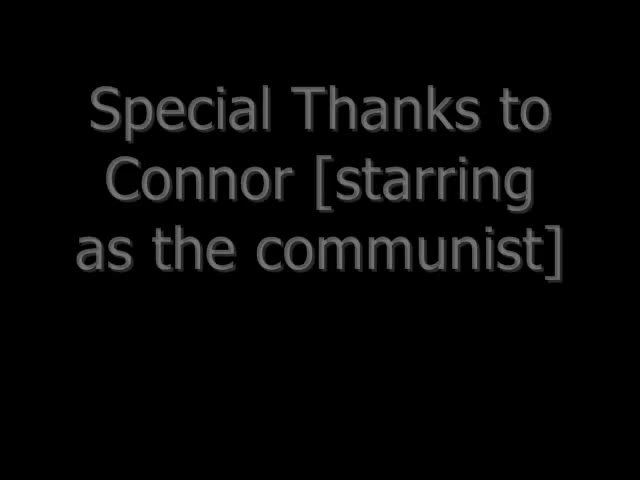 Special Thanks to
Connor [starring
as the communist]